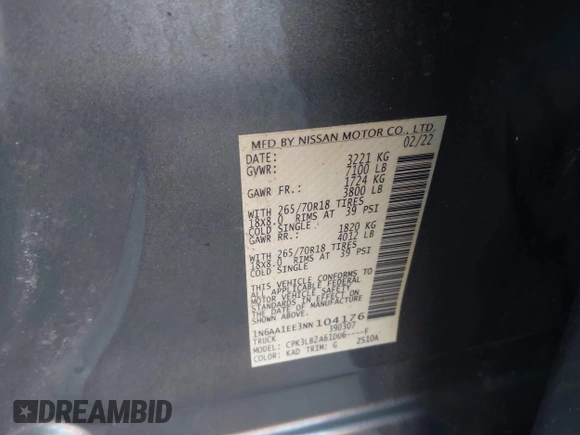 MFD BY NISSAN MOTOR CO., LTD.
DATE: 02/22
GVWR: 3221 KG
7100 LB
GAWR FR.: 1724 KG
3800 LB
WITH 265/70R18 TIRES
18X8.0 RIMS AT 39 PSI
COLD SINGLE
GAWR RR.: 1820 KG
4012 LB
WITH 265/70R18 TIRES
18X8.0 RIMS AT 39 PSI
COLD SINGLE
THIS VEHICLE CONFORMS TO
ALL APPLICABLE FEDERAL
MOTOR VEHICLE SAFETY
STANDARDS IN EFFECT ON
THE DATE OF MANUFACTURE
SHOWN ABOVE.
1N6AA1EE3NN104176
TRUCK 390307
MODEL: CPK3LB2A61DU6----F
COLOR: KAD TRIM: G 2S10A
DREAMBID
DREAMBID